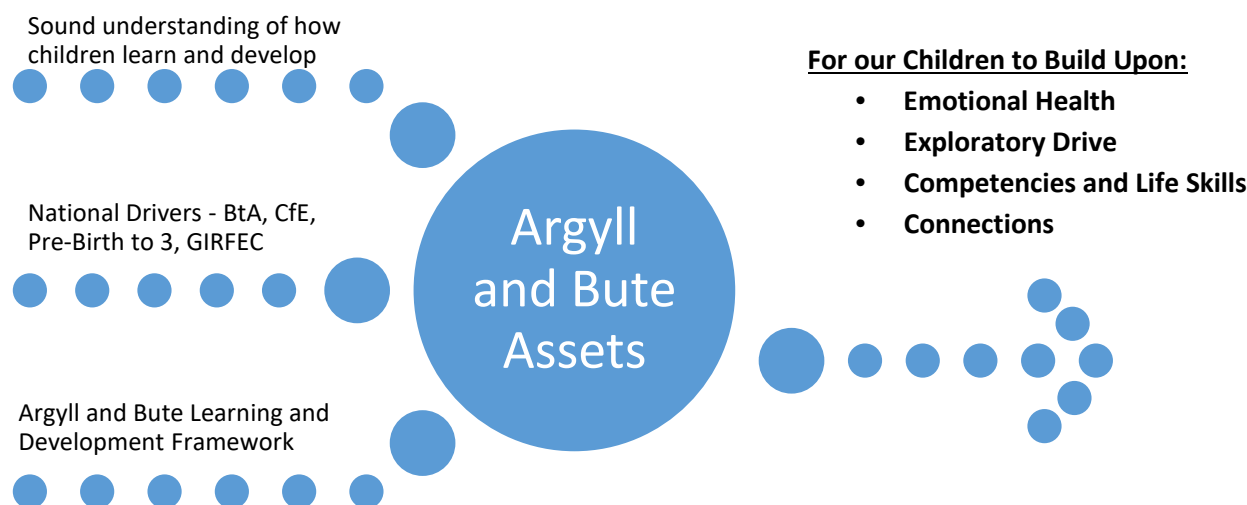 Sound understanding of how
children learn and develop
National Drivers - BtA, CfE,
Pre-Birth to 3, GIRFEC
Argyll and Bute Learning and
Development Framework
Argyll
and Bute
Assets
For our Children to Build Upon:
• Emotional Health
• Exploratory Drive
• Competencies and Life Skills
• Connections